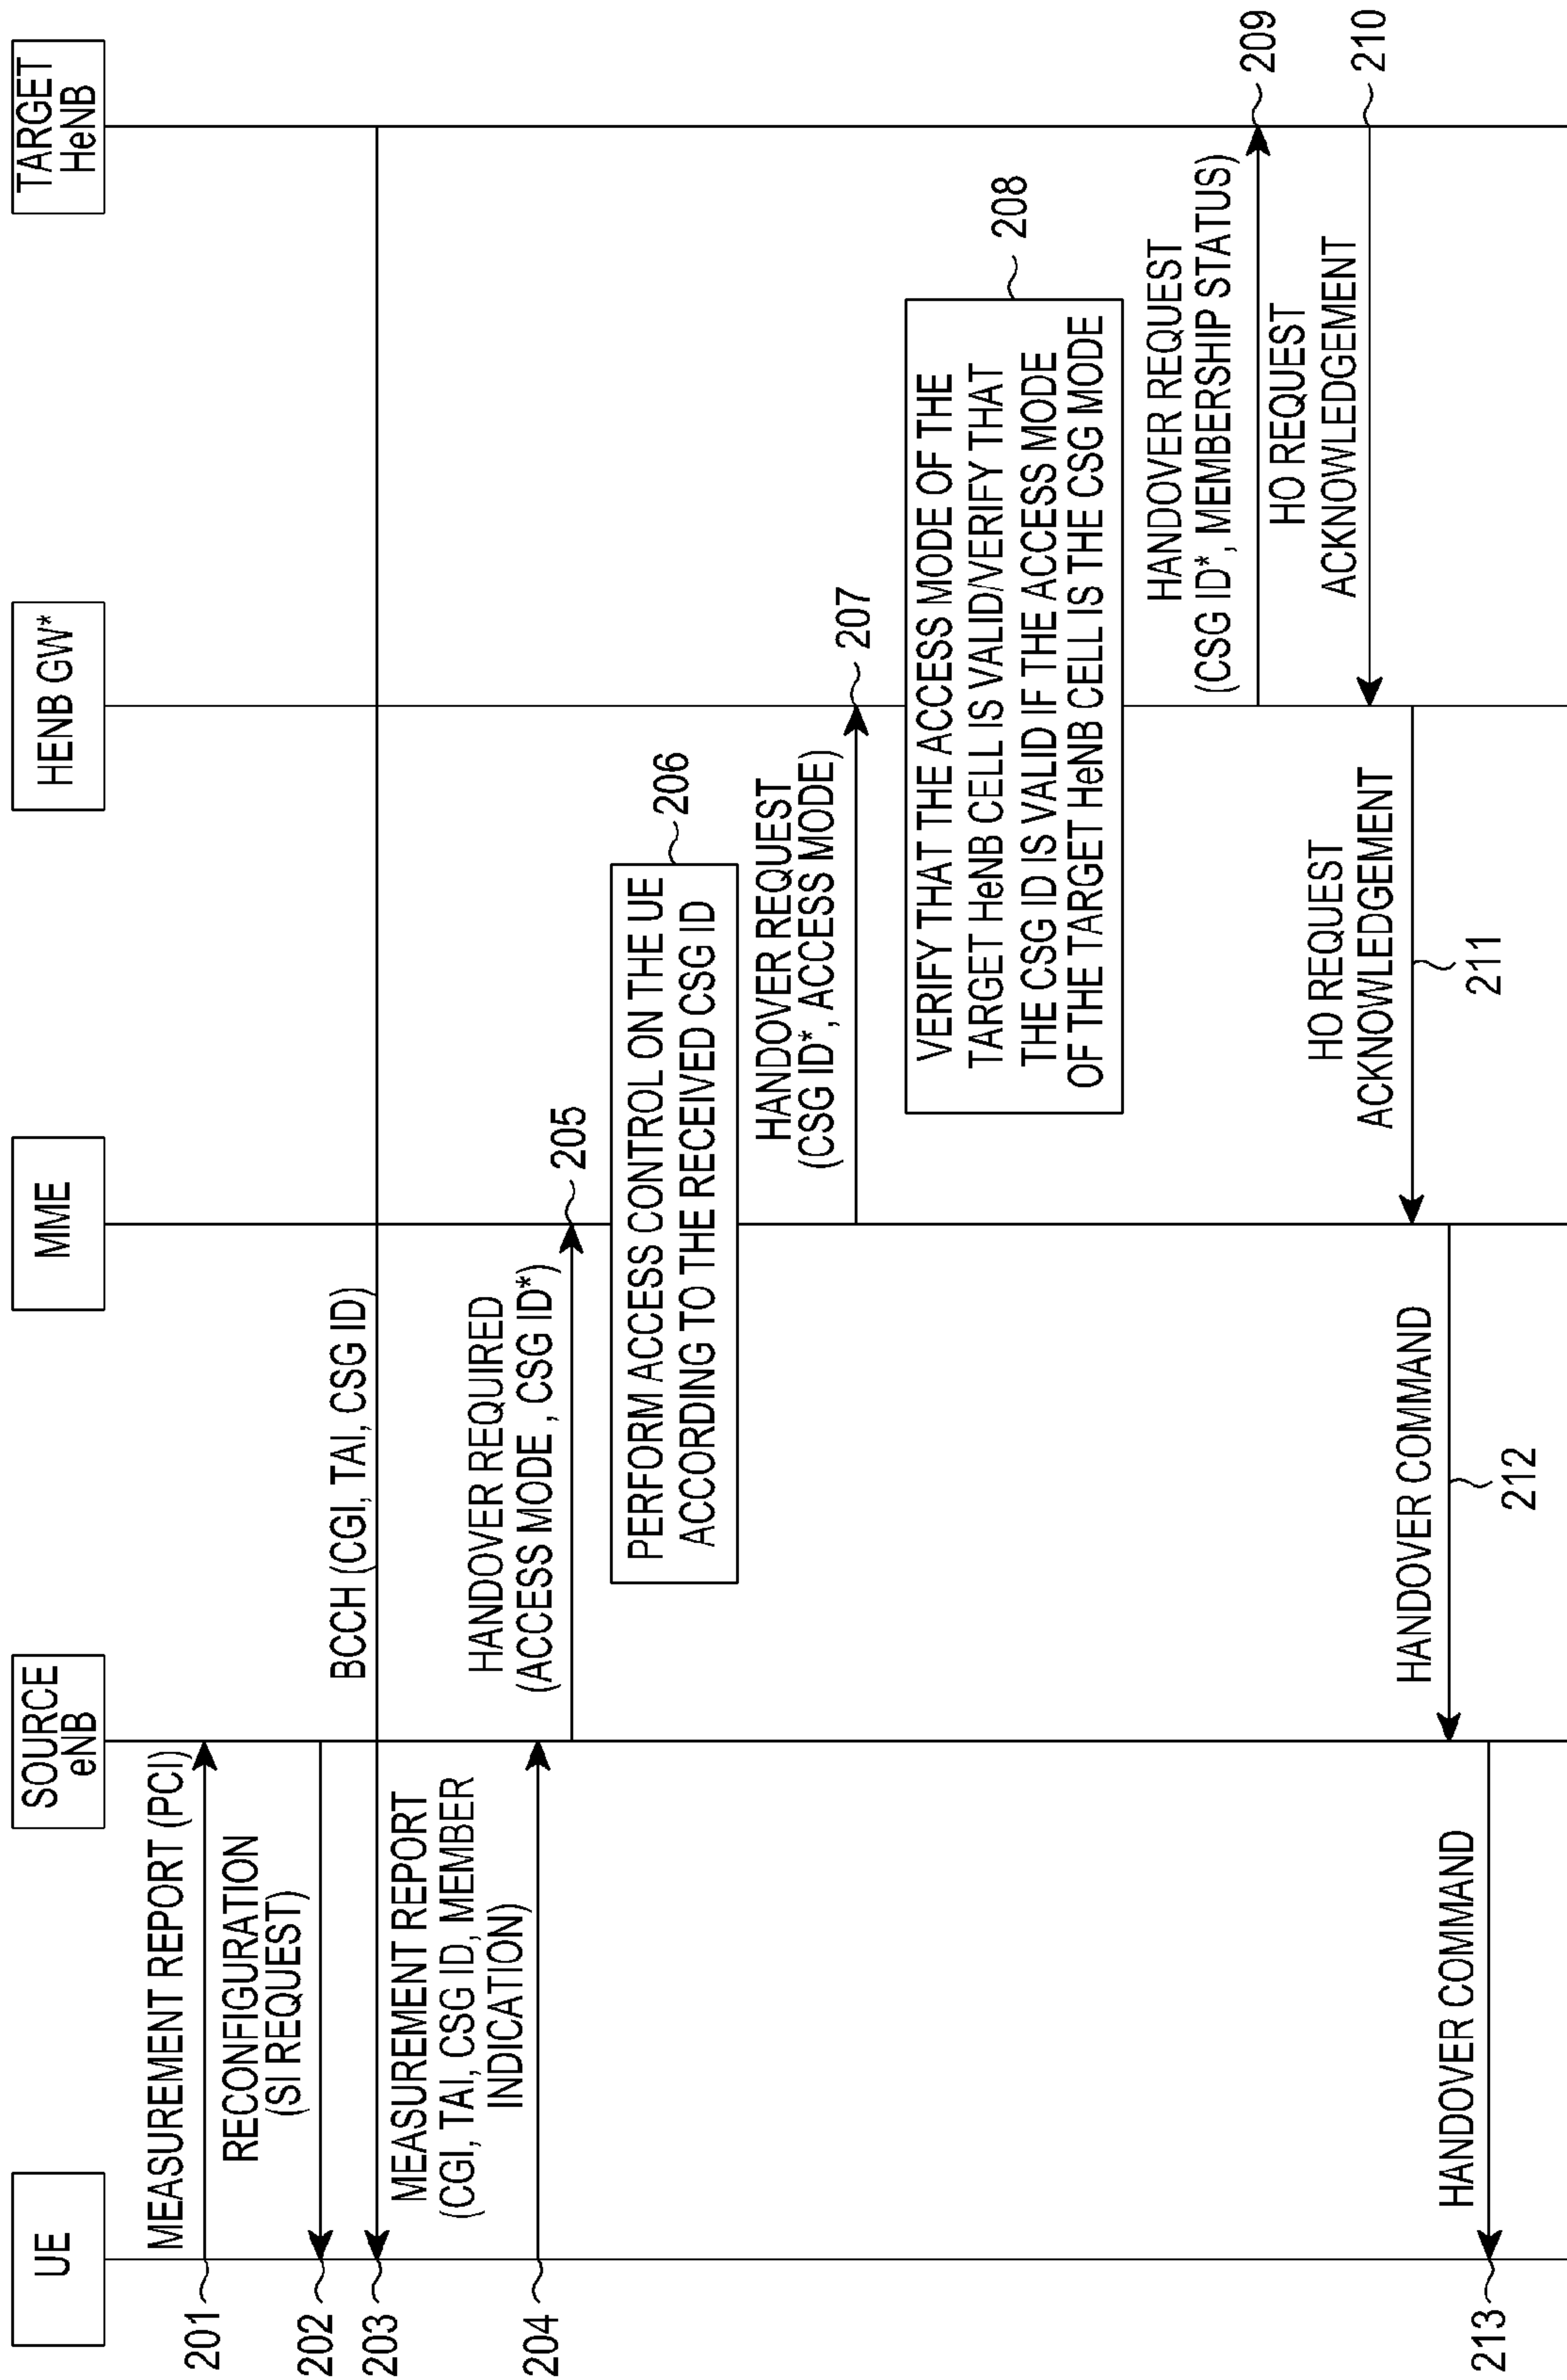 UE
SOURCE
eNB
MME
HENB GW*
TARGET
HeNB
MEASUREMENT REPORT (PCI)
201
RECONFIGURATION
(SI REQUEST)
202
BCCH (CGI, TAI, CSG ID)
203
MEASUREMENT REPORT
(CGI, TAI, CSG ID, MEMBER
INDICATION)
204
HANDOVER REQUIRED
(ACCESS MODE , CSG ID*)
205
PERFORM ACCESS CONTROL ON THE UE
ACCORDING TO THE RECEIVED CSG ID
206
HANDOVER REQUEST
(CSG ID*, ACCESS MODE)
207
VERIFY THAT THE ACCESS MODE OF THE
TARGET HeNB CELL IS VALID/VERIFY THAT
THE CSG ID IS VALID IF THE ACCESS MODE
OF THE TARGET HeNB CELL IS THE CSG MODE
208
HANDOVER REQUEST
(CSG ID*, MEMBERSHIP STATUS)
209
HO REQUEST
ACKNOWLEDGEMENT
210
HO REQUEST
ACKNOWLEDGEMENT
211
HANDOVER COMMAND
212
HANDOVER COMMAND
213